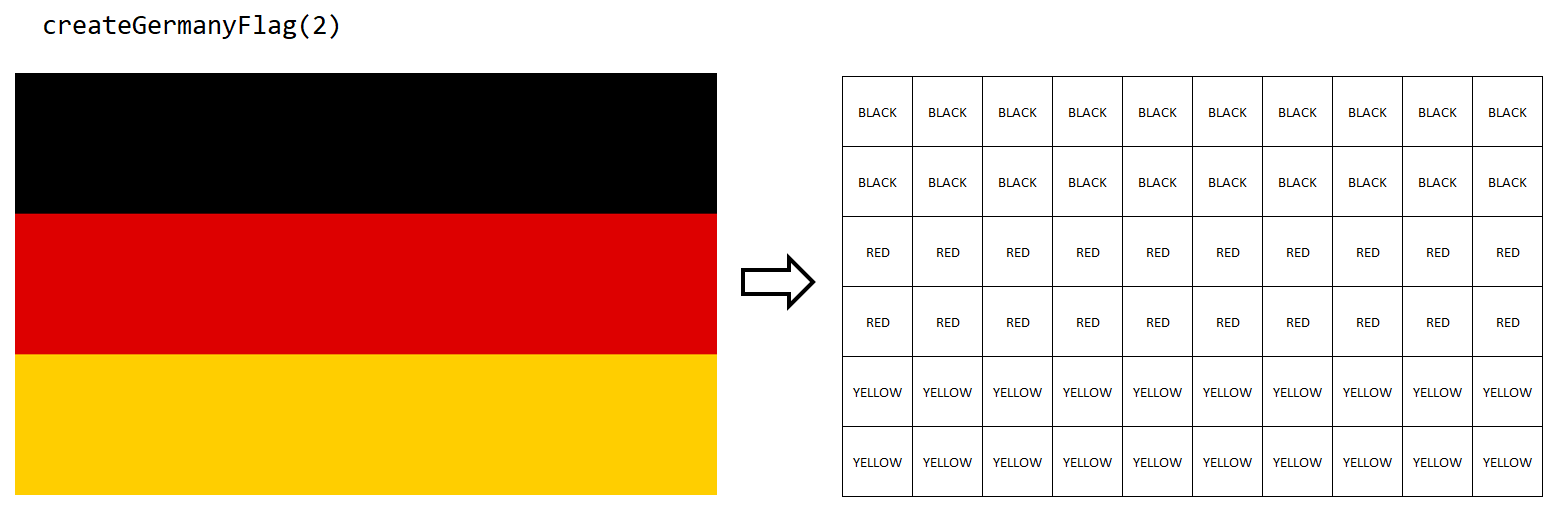 createGermanyFlag(2)
BLACK BLACK BLACK BLACK BLACK BLACK BLACK BLACK BLACK BLACK
BLACK BLACK BLACK BLACK BLACK BLACK BLACK BLACK BLACK BLACK
RED RED RED RED RED RED RED RED RED RED
RED RED RED RED RED RED RED RED RED RED
YELLOW YELLOW YELLOW YELLOW YELLOW YELLOW YELLOW YELLOW YELLOW YELLOW
YELLOW YELLOW YELLOW YELLOW YELLOW YELLOW YELLOW YELLOW YELLOW YELLOW